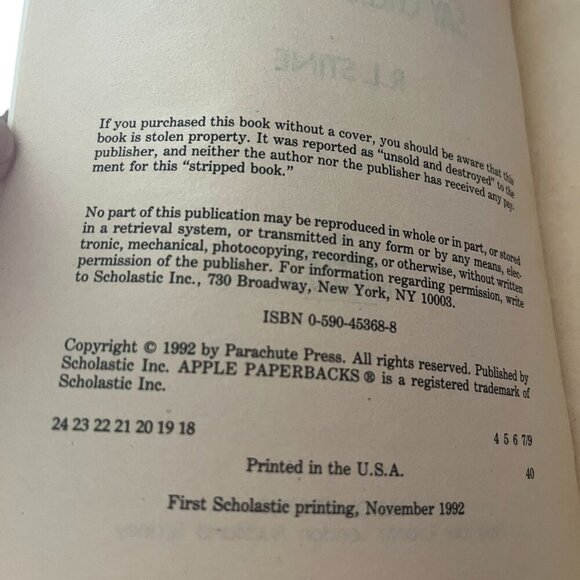 R.L. STINE
If you purchased this book without a cover, you should be aware that this
book is stolen property. It was reported as "unsold and destroyed" to the
publisher, and neither the author nor the publisher has received any pay-
ment for this "stripped book."
No part of this publication may be reproduced in whole or in part, or stored
in a retrieval system, or transmitted in any form or by any means, elec-
tronic, mechanical, photocopying, recording, or otherwise, without written
permission of the publisher. For information regarding permission, write
to Scholastic Inc., 730 Broadway, New York, NY 10003.
ISBN 0-590-45368-8
Copyright © 1992 by Parachute Press. All rights reserved. Published by
Scholastic Inc. APPLE PAPERBACKS ® is a registered trademark of
Scholastic Inc.
24 23 22 21 20 19 18 4 5 6 7/9
Printed in the U.S.A. 40
First Scholastic printing, November 1992